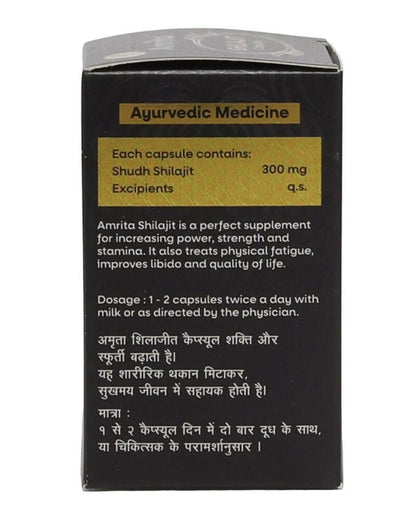 Ayurvedic Medicine
Each capsule contains:
Shudh Shilajit 300 mg
Excipients q.s.
Amrita Shilajit is a perfect supplement
for increasing power, strength and
stamina. It also treats physical fatigue,
improves libido and quality of life.
Dosage : 1 - 2 capsules twice a day with
milk or as directed by the physician.
अमृता शिलाजीत कैप्स्यूल शक्ति और
स्फूर्ती बढ़ाती है।
यह शारीरिक थकान मिटाकर,
सुखमय जीवन में सहायक होती है।
मात्रा :
१ से २ कैप्स्यूल दिन में दो बार दूध के साथ,
या चिकित्सक के परामर्शानुसार ।